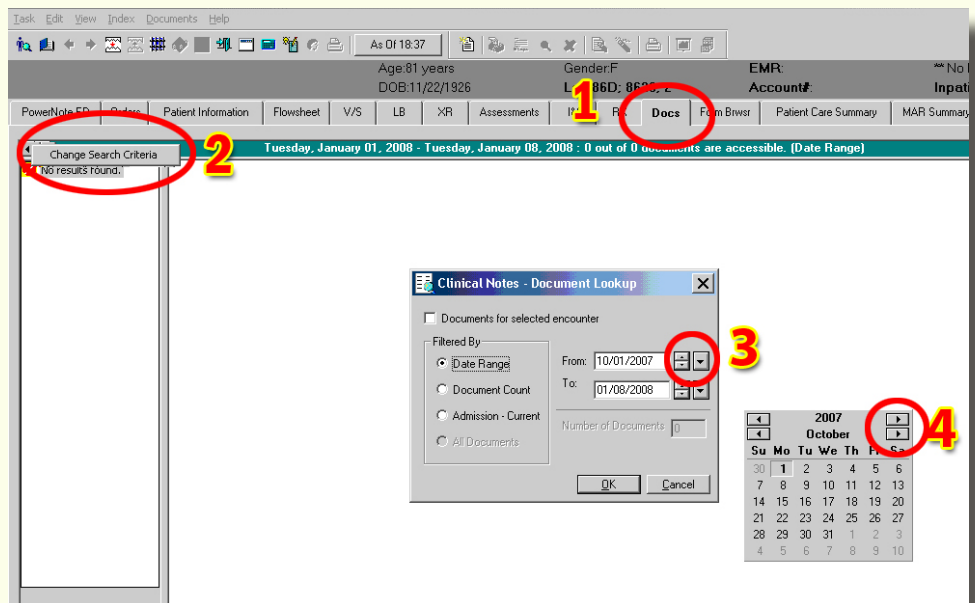 Task Edit View Index Documents Help
As Of 18:37
Age:81 years Gender:F EMR: ** No
DOB:11/22/1926 Account#: Inpati
1
PowerNote ED Orders Patient Information Flowsheet V/S LB XR Assessments Docs Form Brwsr Patient Care Summary MAR Summary
Change Search Criteria
2
Tuesday, January 01, 2008 - Tuesday, January 08, 2008 : 0 out of 0 documents are accessible. (Date Range)
No results found.
Clinical Notes - Document Lookup
Documents for selected encounter
Filtered By
Date Range
Document Count
Admission - Current
All Documents
From: 10/01/2007
To: 01/08/2008
Number of Documents 0
OK Cancel
3
2007
October
4
Su Mo Tu We Th Fr Sa
30 1 2 3 4 5 6
7 8 9 10 11 12 13
14 15 16 17 18 19 20
21 22 23 24 25 26 27
28 29 30 31 1 2 3
4 5 6 7 8 9 10